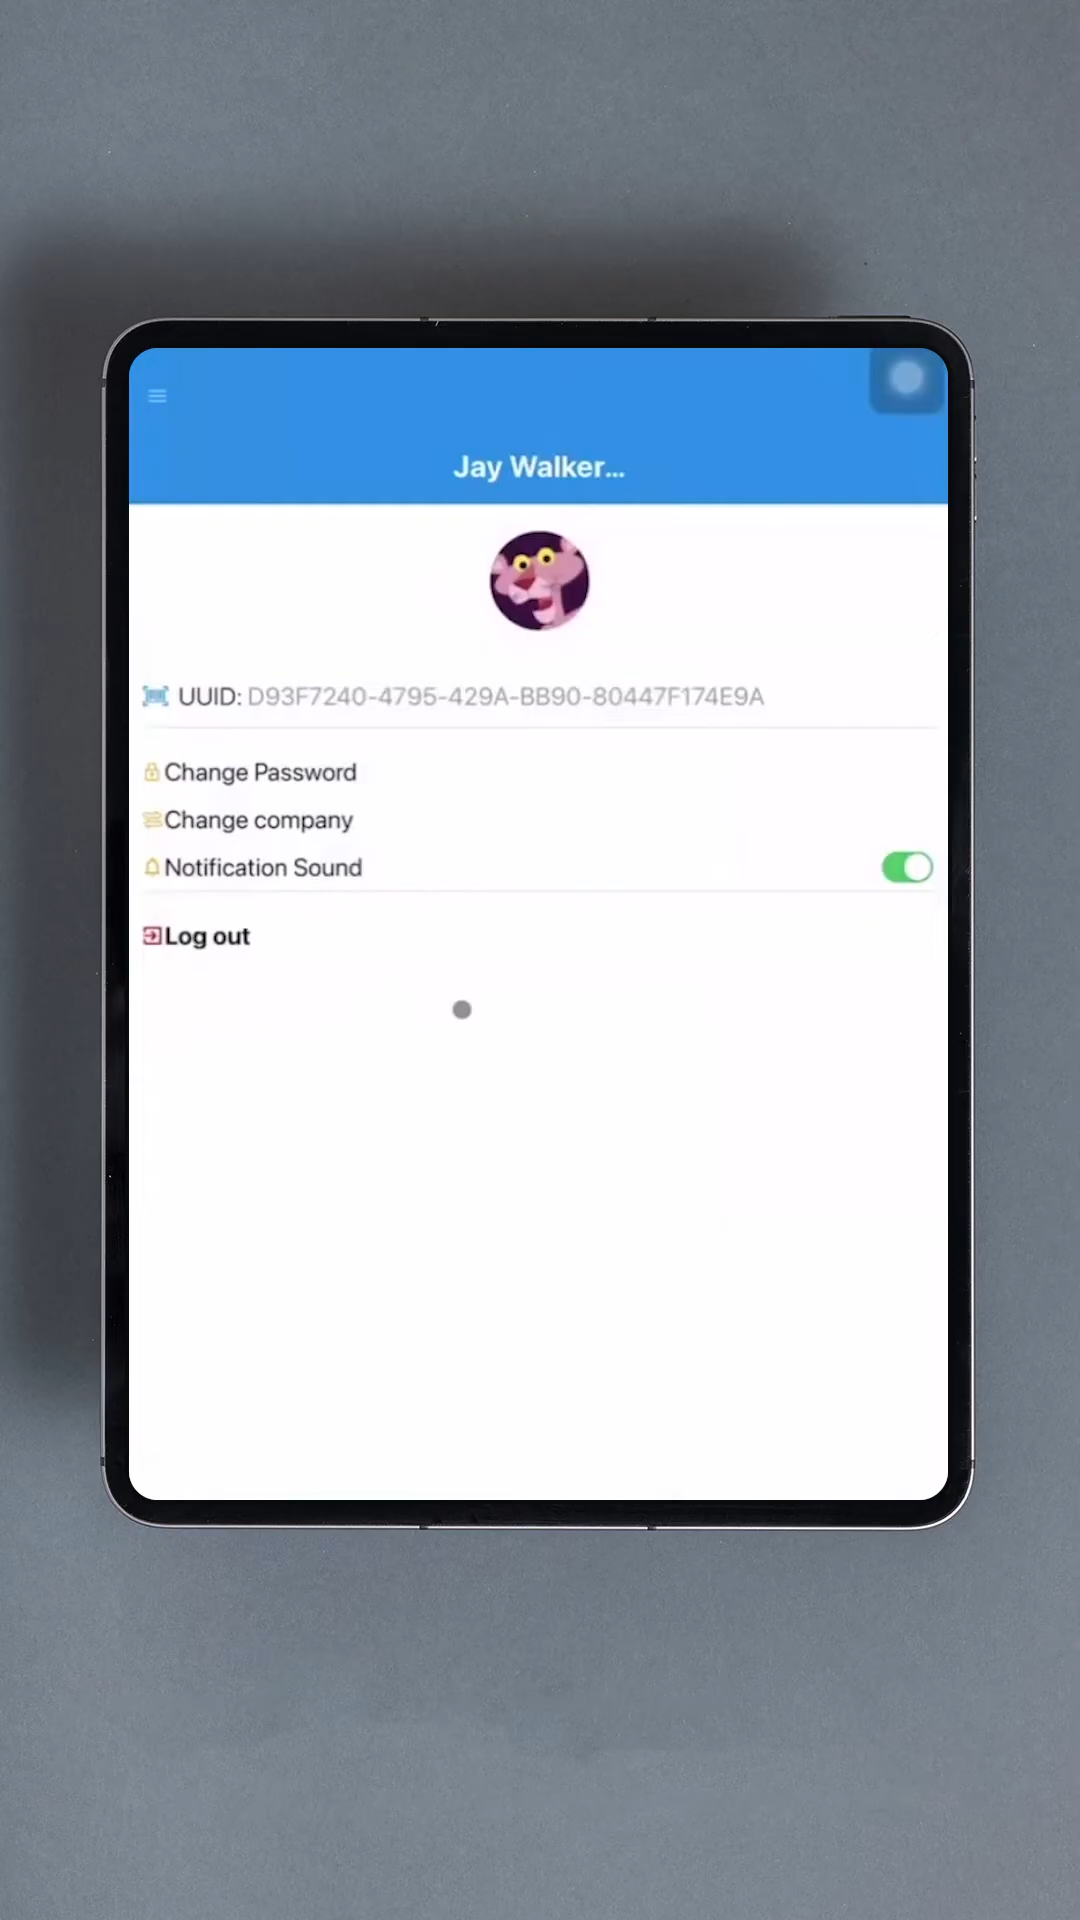 Jay Walker...
UUID: D93F7240-4795-429A-BB90-80447F174E9A
Change Password
Change company
Notification Sound
Log out